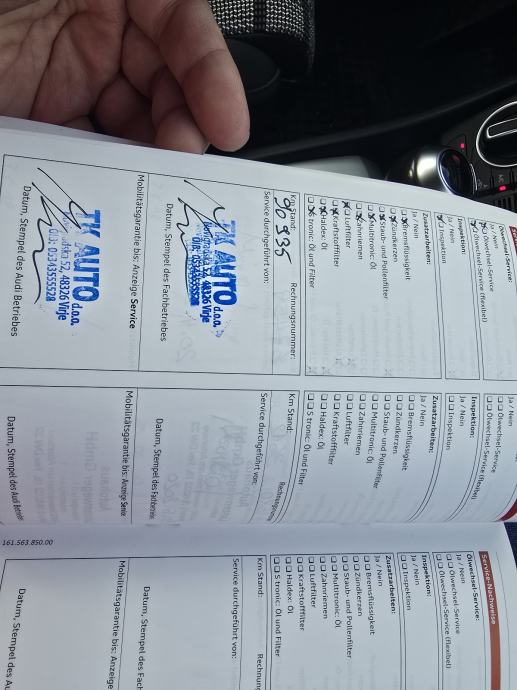 Ölwechsel-Service:
Ja / Nein
Ölwechsel-Service
Ölwechsel-Service (flexibel)
Inspektion:
Ja / Nein
Inspektion
Zusatzarbeiten:
Ja / Nein
Bremsflüssigkeit
Zündkerzen
Staub- und Pollenfilter
Multitronic: Öl
Zahnriemen
Luftfilter
Kraftstofffilter
Haldex: Öl
S tronic: Öl und Filter
Km Stand: Rechnungsnummer:
90 935
Service durchgeführt von:
TK AUTO d.o.o.
48326 Virje
Datum, Stempel des Fachbetriebes
Mobilitätsgarantie bis: Anzeige Service
TK AUTO d.o.o.
52, 48326 Virje
OIB: 05343555528
Datum, Stempel des Audi Betriebes
Ja / Nein
Ölwechsel-Service
Ölwechsel-Service (flexibel)
Inspektion:
Ja / Nein
Inspektion
Zusatzarbeiten:
Ja / Nein
Bremsflüssigkeit
Zündkerzen
Staub- und Pollenfilter
Multitronic: Öl
Zahnriemen
Luftfilter
Kraftstofffilter
Haldex: Öl
S tronic: Öl und Filter
Km Stand:
Service durchgeführt von:
Datum, Stempel des Fachbetriebes
Mobilitätsgarantie bis: Anzeige Service
Datum, Stempel des Audi Betriebes
161.563.850.00
Service-Nachweise
Ölwechsel-Service:
Ja / Nein
Ölwechsel-Service
Ölwechsel-Service (flexibel)
Inspektion:
Ja / Nein
Inspektion
Zusatzarbeiten:
Ja / Nein
Bremsflüssigkeit
Zündkerzen
Staub- und Pollenfilter
Multitronic: Öl
Zahnriemen
Luftfilter
Kraftstofffilter
Haldex: Öl
S tronic: Öl und Filter
Km Stand: Rechnun
Service durchgeführt von:
Datum, Stempel des Fach
Mobilitätsgarantie bis: Anzeige
Datum, Stempel des A